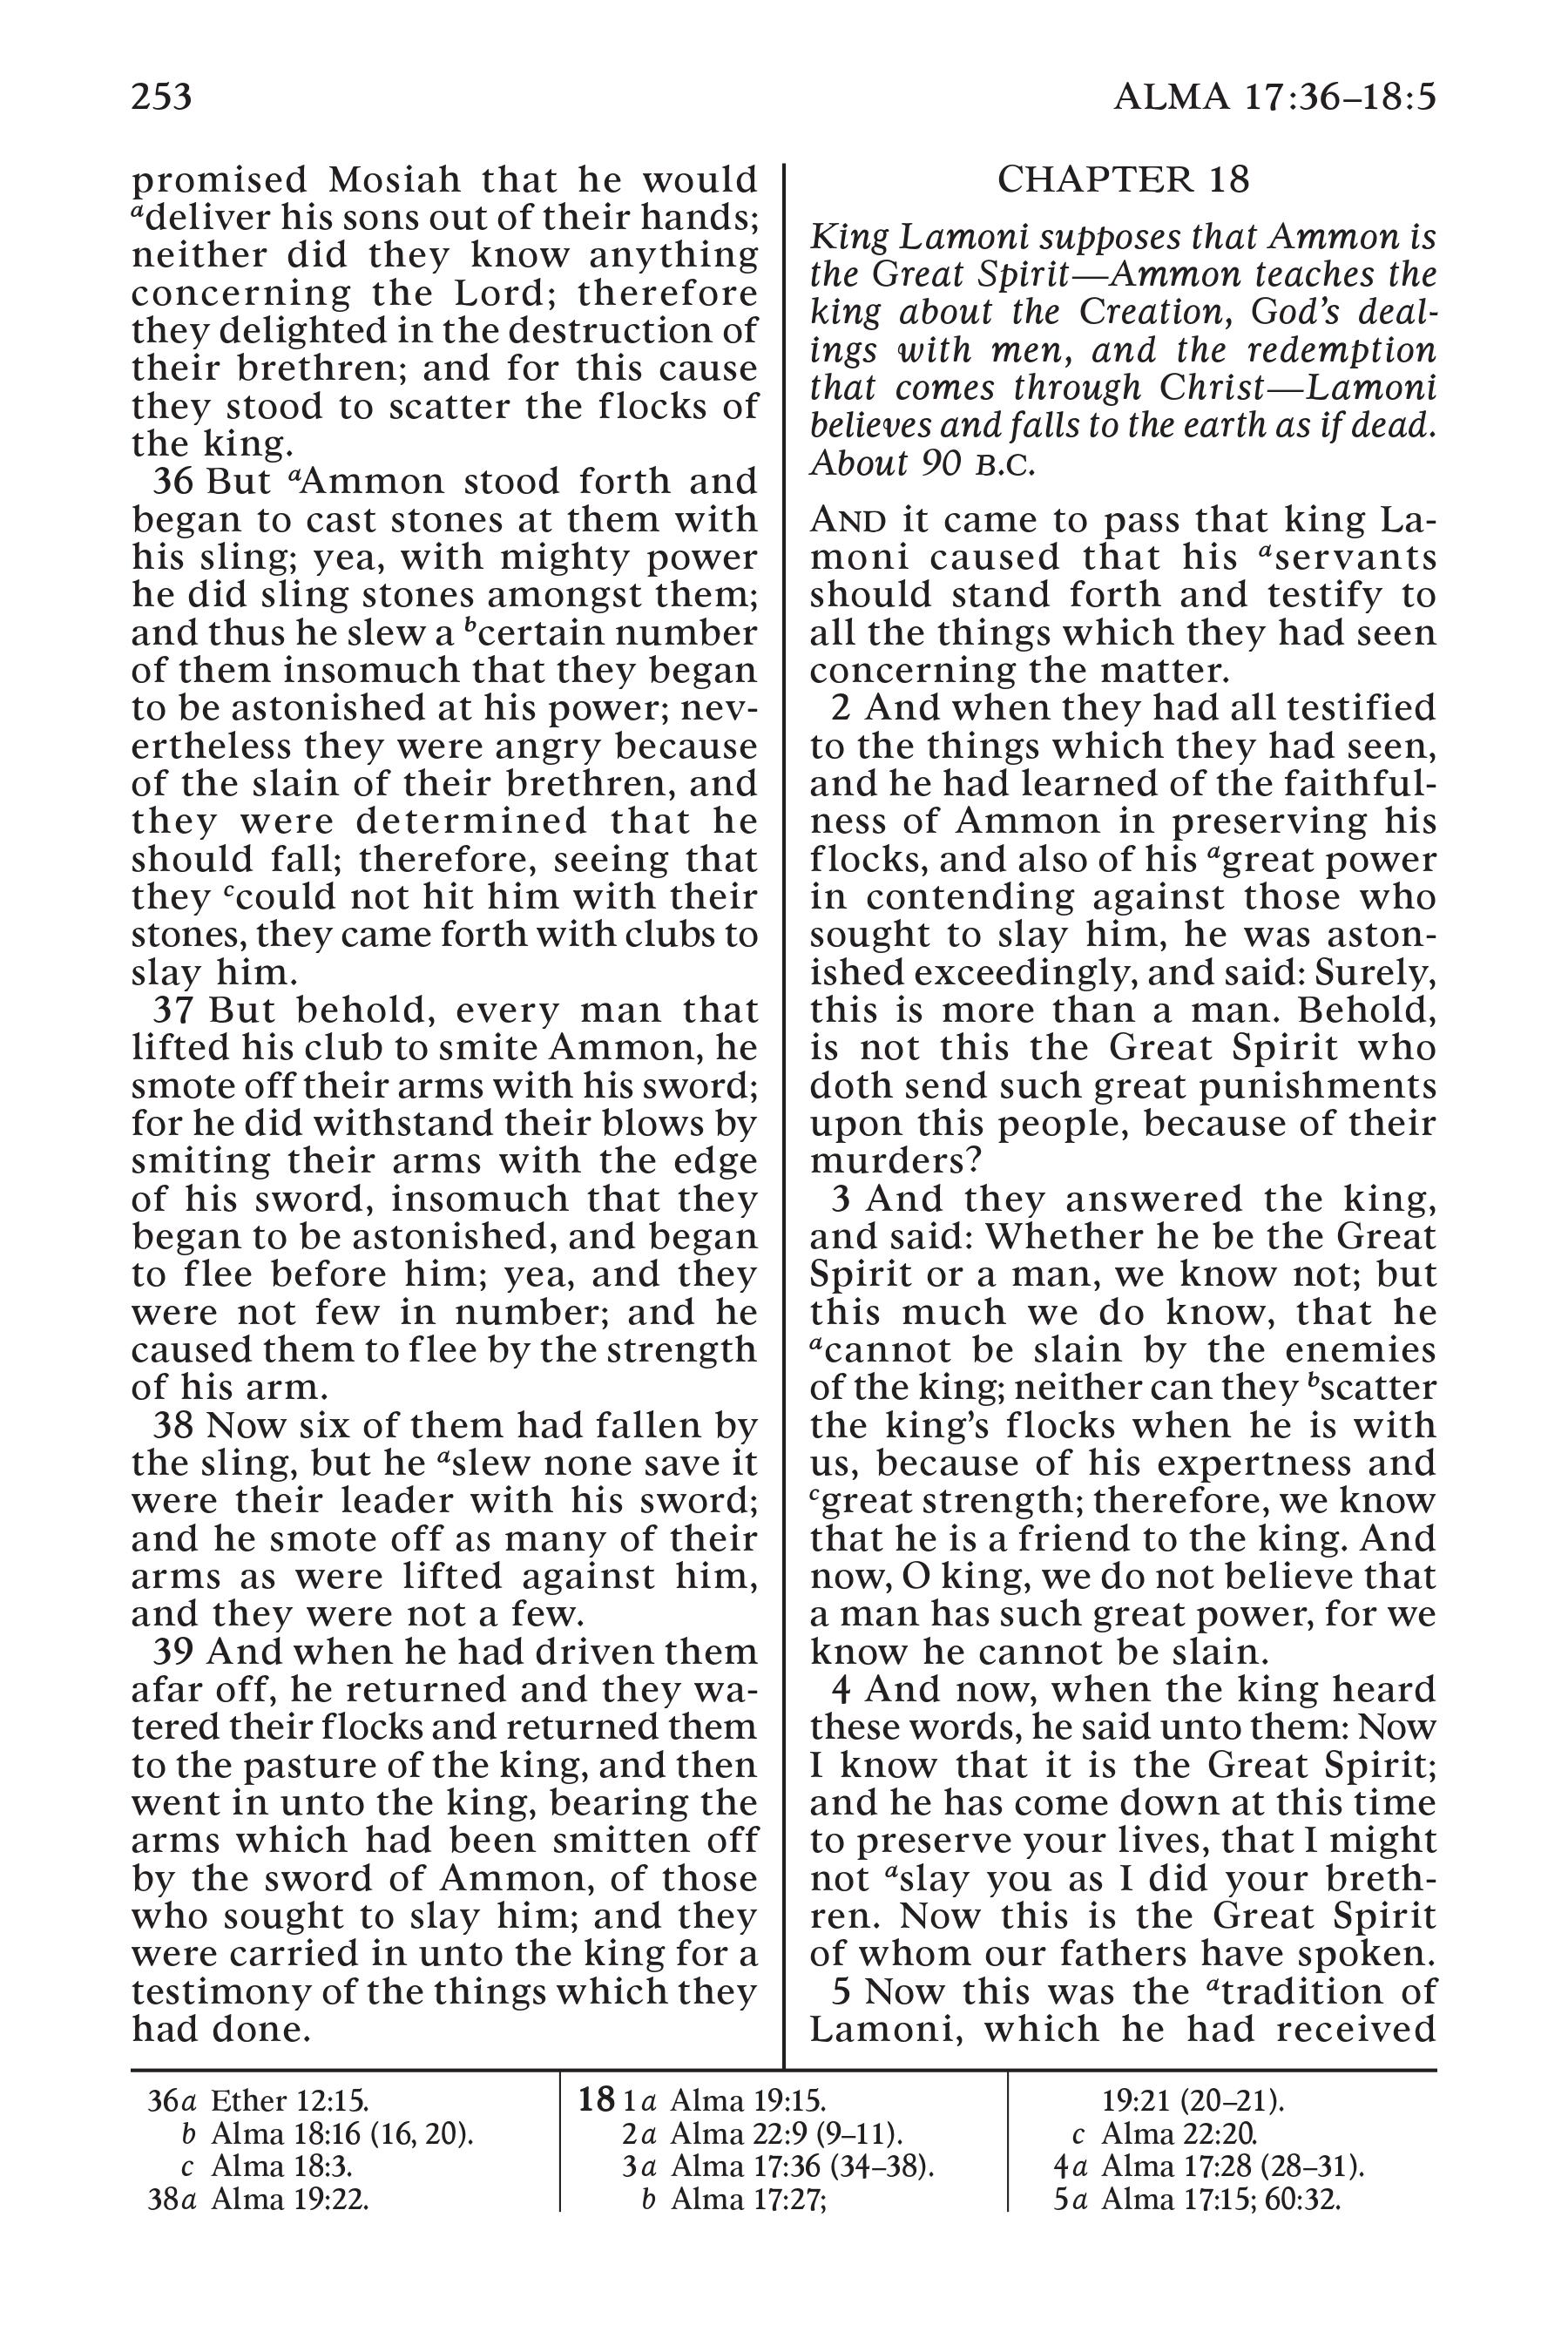 253
ALMA 17:36–18:5
promised Mosiah that he would
adeliver his sons out of their hands;
neither did they know anything
concerning the Lord; therefore
they delighted in the destruction of
their brethren; and for this cause
they stood to scatter the flocks of
the king.
36 But aAmmon stood forth and
began to cast stones at them with
his sling; yea, with mighty power
he did sling stones amongst them;
and thus he slew a bcertain number
of them insomuch that they began
to be astonished at his power; nev-
ertheless they were angry because
of the slain of their brethren, and
they were determined that he
should fall; therefore, seeing that
they ccould not hit him with their
stones, they came forth with clubs to
slay him.
37 But behold, every man that
lifted his club to smite Ammon, he
smote off their arms with his sword;
for he did withstand their blows by
smiting their arms with the edge
of his sword, insomuch that they
began to be astonished, and began
to flee before him; yea, and they
were not few in number; and he
caused them to flee by the strength
of his arm.
38 Now six of them had fallen by
the sling, but he aslew none save it
were their leader with his sword;
and he smote off as many of their
arms as were lifted against him,
and they were not a few.
39 And when he had driven them
afar off, he returned and they wa-
tered their flocks and returned them
to the pasture of the king, and then
went in unto the king, bearing the
arms which had been smitten off
by the sword of Ammon, of those
who sought to slay him; and they
were carried in unto the king for a
testimony of the things which they
had done.
CHAPTER 18
King Lamoni supposes that Ammon is
the Great Spirit—Ammon teaches the
king about the Creation, God's deal-
ings with men, and the redemption
that comes through Christ—Lamoni
believes and falls to the earth as if dead.
About 90 B.C.
AND it came to pass that king La-
moni caused that his aservants
should stand forth and testify to
all the things which they had seen
concerning the matter.
2 And when they had all testified
to the things which they had seen,
and he had learned of the faithful-
ness of Ammon in preserving his
flocks, and also of his agreat power
in contending against those who
sought to slay him, he was aston-
ished exceedingly, and said: Surely,
this is more than a man. Behold,
is not this the Great Spirit who
doth send such great punishments
upon this people, because of their
murders?
3 And they answered the king,
and said: Whether he be the Great
Spirit or a man, we know not; but
this much we do know, that he
acannot be slain by the enemies
of the king; neither can they bscatter
the king's flocks when he is with
us, because of his expertness and
cgreat strength; therefore, we know
that he is a friend to the king. And
now, O king, we do not believe that
a man has such great power, for we
know he cannot be slain.
4 And now, when the king heard
these words, he said unto them: Now
I know that it is the Great Spirit;
and he has come down at this time
to preserve your lives, that I might
not aslay you as I did your breth-
ren. Now this is the Great Spirit
of whom our fathers have spoken.
5 Now this was the atradition of
Lamoni, which he had received
36a Ether 12:15.
b Alma 18:16 (16, 20).
c Alma 18:3.
38a Alma 19:22.
18 1a Alma 19:15.
2a Alma 22:9 (9–11).
3a Alma 17:36 (34–38).
b Alma 17:27;
19:21 (20–21).
c Alma 22:20.
4a Alma 17:28 (28–31).
5a Alma 17:15; 60:32.